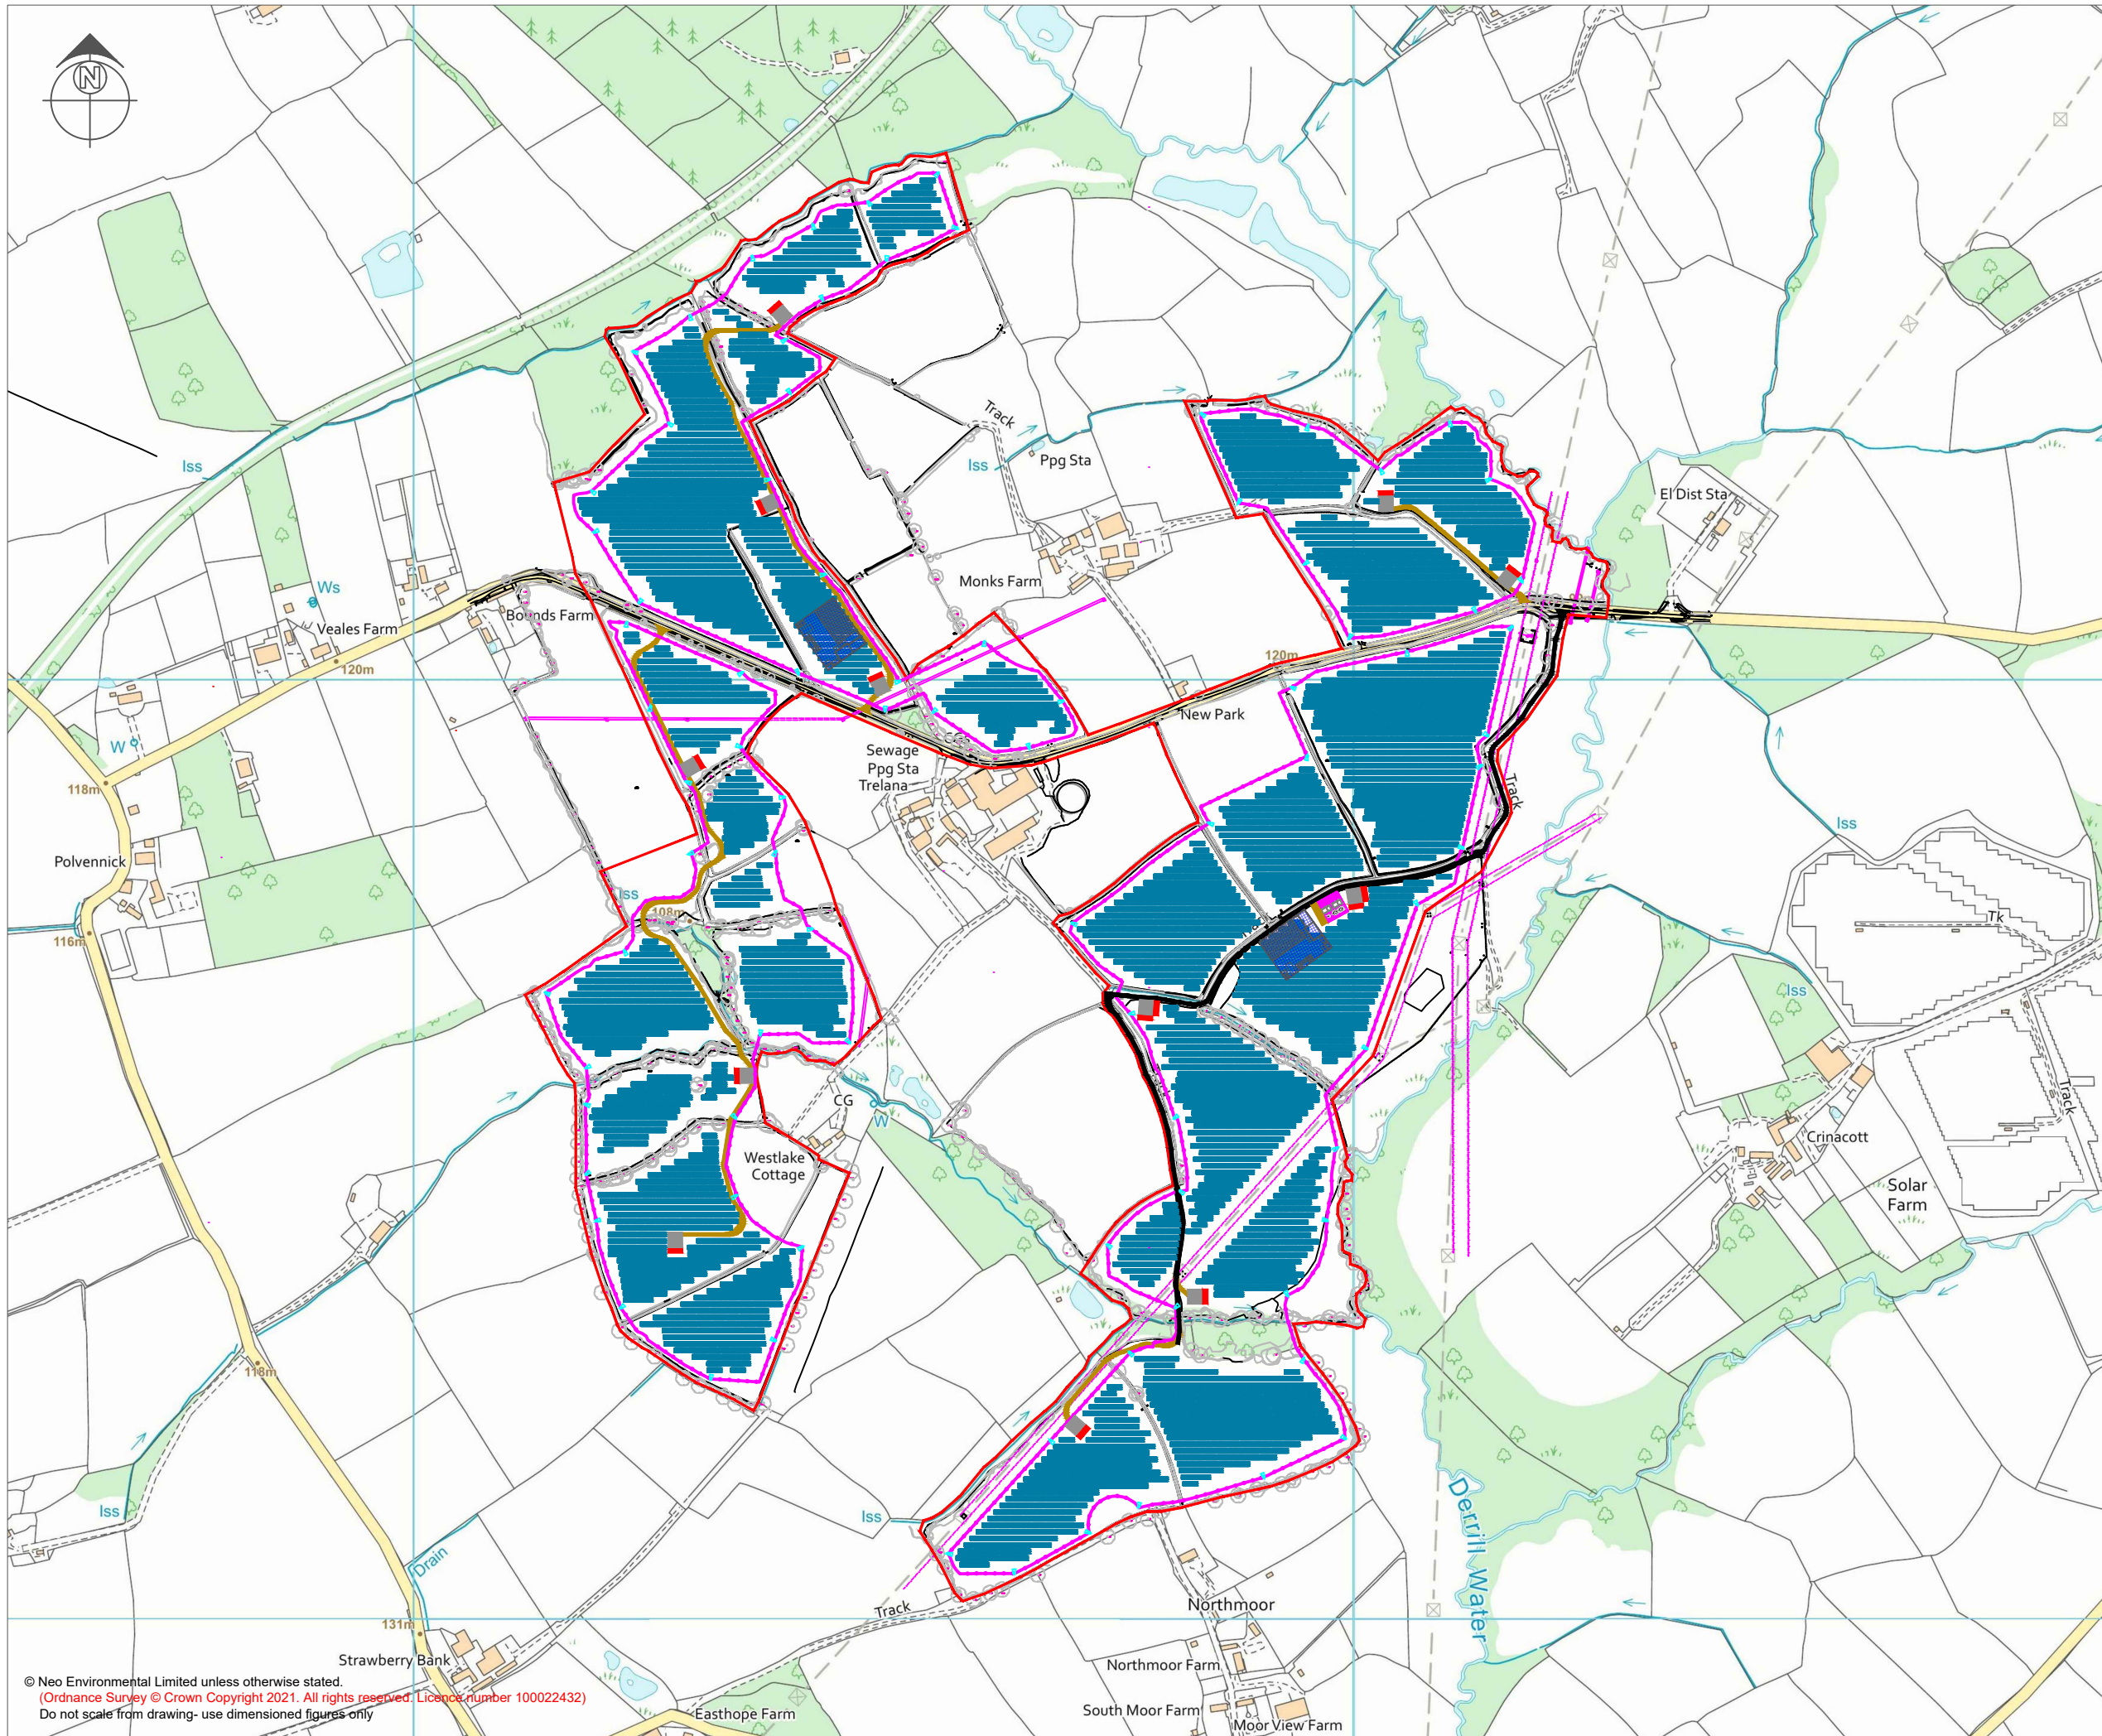 N
Track
Iss
Ppg Sta
El Dist Sta
Iss
Monks Farm
Ws
Bounds Farm
Veales Farm
120m
120m
New Park
W
Sewage
Ppg Sta
Trelana
118m
Track
Iss
Polvennick
Iss
108m
116m
Tk
Iss
CG
W
Track
Crinacott
Westlake
Cottage
Solar
Farm
118m
Iss
Iss
Derrill Water
Drain
Track
Northmoor
131m
Strawberry Bank
Northmoor Farm
© Neo Environmental Limited unless otherwise stated.
(Ordnance Survey © Crown Copyright 2021. All rights reserved. Licence number 100022432)
Do not scale from drawing- use dimensioned figures only
Easthope Farm
South Moor Farm
Moor View Farm